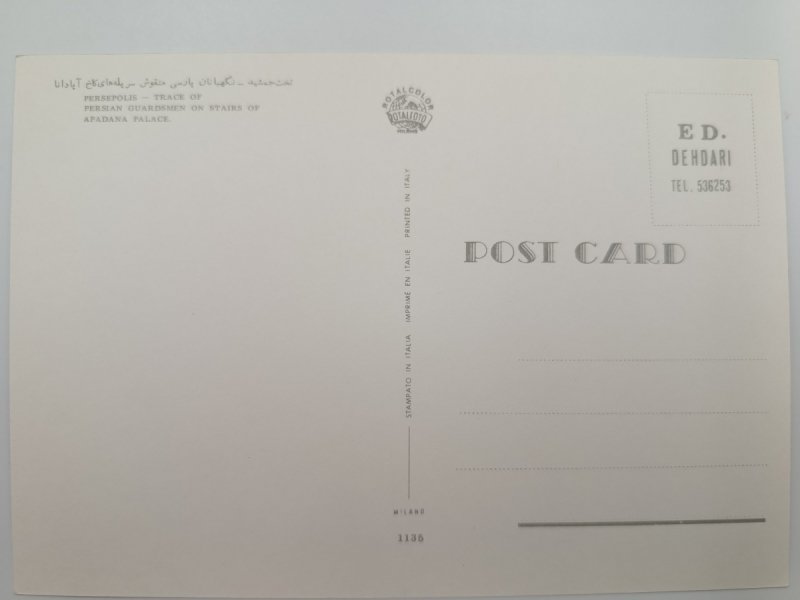 تخت‌جمشید ـ نگهبانان پارسی منقوش سر پله‌های کاخ آپادانا
PERSEPOLIS — TRACE OF
PERSIAN GUARDSMEN ON STAIRS OF
APADANA PALACE.
ROTALCOLOR
ROTALFOTO
STAMPATO IN ITALIA IMPRIMÉ EN ITALIE PRINTED IN ITALY
MILANO
1135
ED.
DEHDARI
TEL. 536253
POST CARD